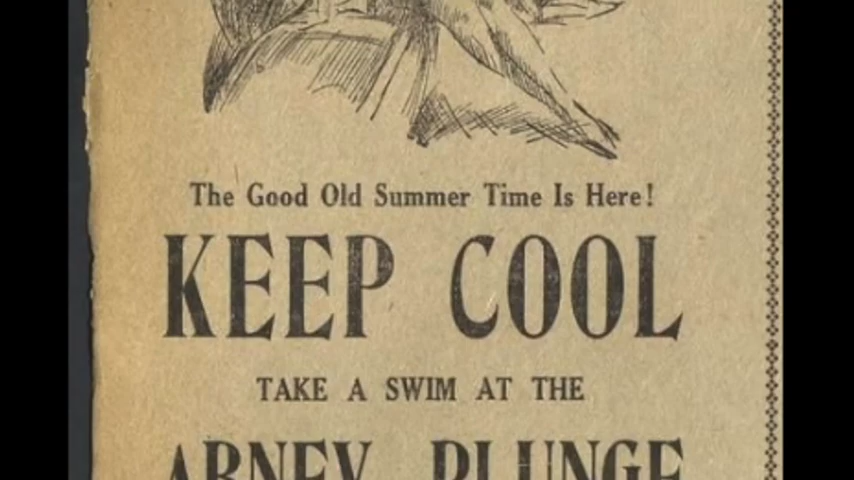 The Good Old Summer Time Is Here!
KEEP COOL
TAKE A SWIM AT THE
ARNEY PLUNGE